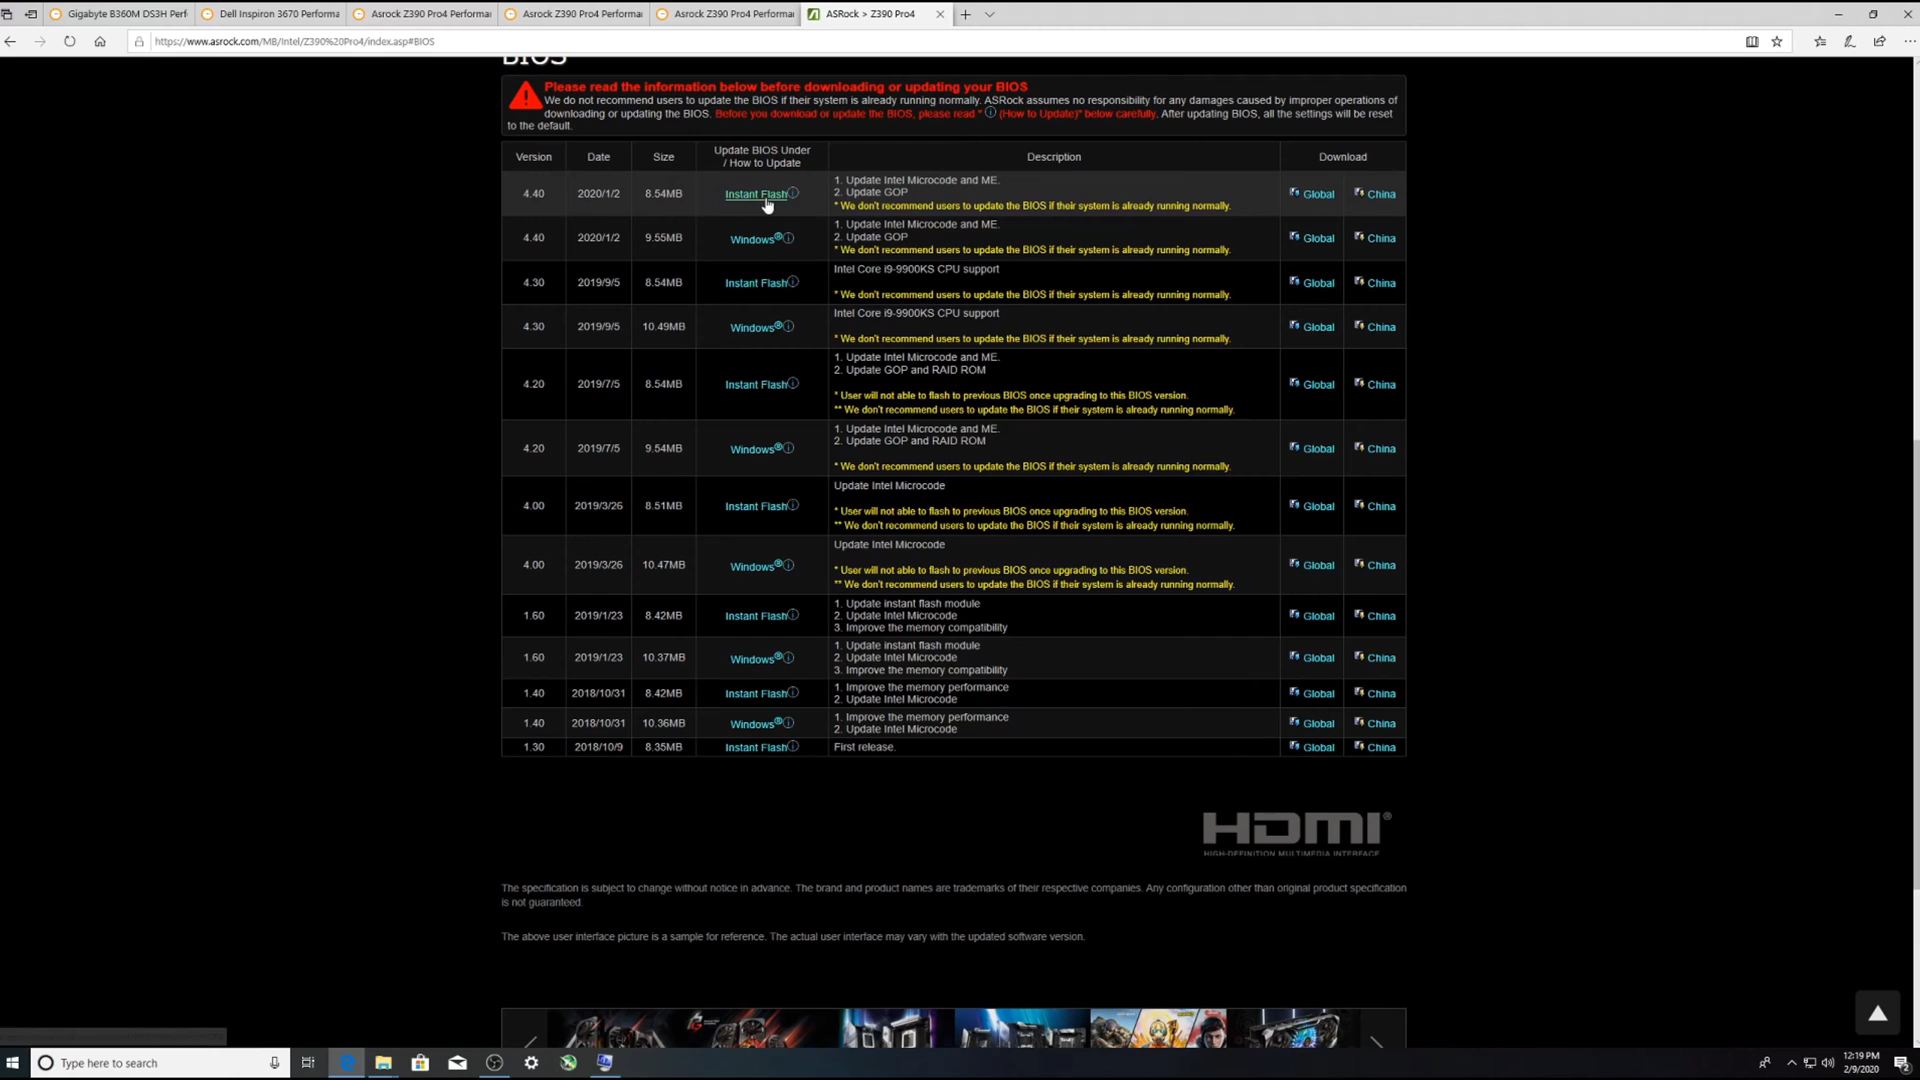 Gigabyte B360M DS3H Perf
Dell Inspiron 3670 Performa
Asrock Z390 Pro4 Performan
Asrock Z390 Pro4 Performan
Asrock Z390 Pro4 Performan
ASRock > Z390 Pro4
https://www.asrock.com/MB/Intel/Z390%20Pro4/index.asp#BIOS
BIOS
Please read the information below before downloading or updating your BIOS
We do not recommend users to update the BIOS if their system is already running normally. ASRock assumes no responsibility for any damages caused by improper operations of
downloading or updating the BIOS. Before you download or update the BIOS, please read " (How to Update)" below carefully. After updating BIOS, all the settings will be reset
to the default.
Version Date Size Update BIOS Under / How to Update Description Download
4.40 2020/1/2 8.54MB Instant Flash 1. Update Intel Microcode and ME. Global China
2. Update GOP
* We don't recommend users to update the BIOS if their system is already running normally.
4.40 2020/1/2 9.55MB Windows® 1. Update Intel Microcode and ME. Global China
2. Update GOP
* We don't recommend users to update the BIOS if their system is already running normally.
4.30 2019/9/5 8.54MB Instant Flash Intel Core i9-9900KS CPU support Global China
* We don't recommend users to update the BIOS if their system is already running normally.
4.30 2019/9/5 10.49MB Windows® Intel Core i9-9900KS CPU support Global China
* We don't recommend users to update the BIOS if their system is already running normally.
4.20 2019/7/5 8.54MB Instant Flash 1. Update Intel Microcode and ME. Global China
2. Update GOP and RAID ROM
* User will not able to flash to previous BIOS once upgrading to this BIOS version.
** We don't recommend users to update the BIOS if their system is already running normally.
4.20 2019/7/5 9.54MB Windows® 1. Update Intel Microcode and ME. Global China
2. Update GOP and RAID ROM
* We don't recommend users to update the BIOS if their system is already running normally.
4.00 2019/3/26 8.51MB Instant Flash Update Intel Microcode Global China
* User will not able to flash to previous BIOS once upgrading to this BIOS version.
** We don't recommend users to update the BIOS if their system is already running normally.
4.00 2019/3/26 10.47MB Windows® Update Intel Microcode Global China
* User will not able to flash to previous BIOS once upgrading to this BIOS version.
** We don't recommend users to update the BIOS if their system is already running normally.
1.60 2019/1/23 8.42MB Instant Flash 1. Update instant flash module Global China
2. Update Intel Microcode
3. Improve the memory compatibility
1.60 2019/1/23 10.37MB Windows® 1. Update instant flash module Global China
2. Update Intel Microcode
3. Improve the memory compatibility
1.40 2018/10/31 8.42MB Instant Flash 1. Improve the memory performance Global China
2. Update Intel Microcode
1.40 2018/10/31 10.36MB Windows® 1. Improve the memory performance Global China
2. Update Intel Microcode
1.30 2018/10/9 8.35MB Instant Flash First release. Global China
HDMI®
HIGH-DEFINITION MULTIMEDIA INTERFACE
The specification is subject to change without notice in advance. The brand and product names are trademarks of their respective companies. Any configuration other than original product specification
is not guaranteed.
The above user interface picture is a sample for reference. The actual user interface may vary with the updated software version.
Type here to search
12:19 PM
2/9/2020
2